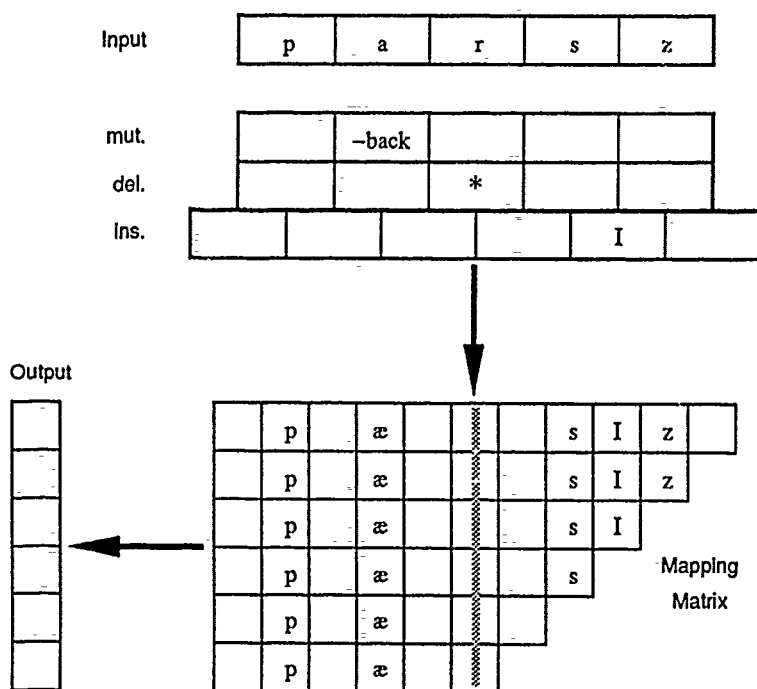 Input p a r s z
mut. –back
del. *
ins. I
Output
p æ s I z
p æ s I z
p æ s I
p æ s
Mapping
Matrix
p æ
p æ